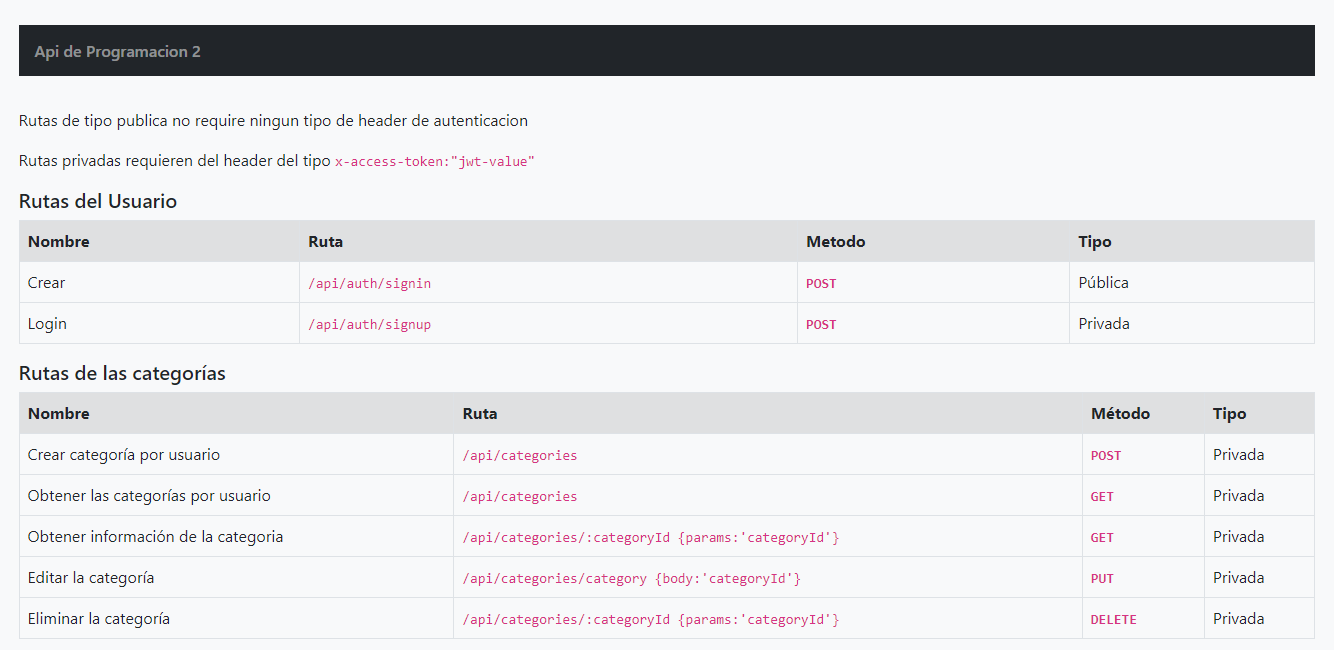 Api de Programacion 2
Rutas de tipo publica no require ningun tipo de header de autenticacion
Rutas privadas requieren del header del tipo x-access-token:"jwt-value"
Rutas del Usuario
Nombre Ruta Metodo Tipo
Crear /api/auth/signin POST Pública
Login /api/auth/signup POST Privada
Rutas de las categorías
Nombre Ruta Método Tipo
Crear categoría por usuario /api/categories POST Privada
Obtener las categorías por usuario /api/categories GET Privada
Obtener información de la categoria /api/categories/:categoryId {params:'categoryId'} GET Privada
Editar la categoría /api/categories/category {body:'categoryId'} PUT Privada
Eliminar la categoría /api/categories/:categoryId {params:'categoryId'} DELETE Privada